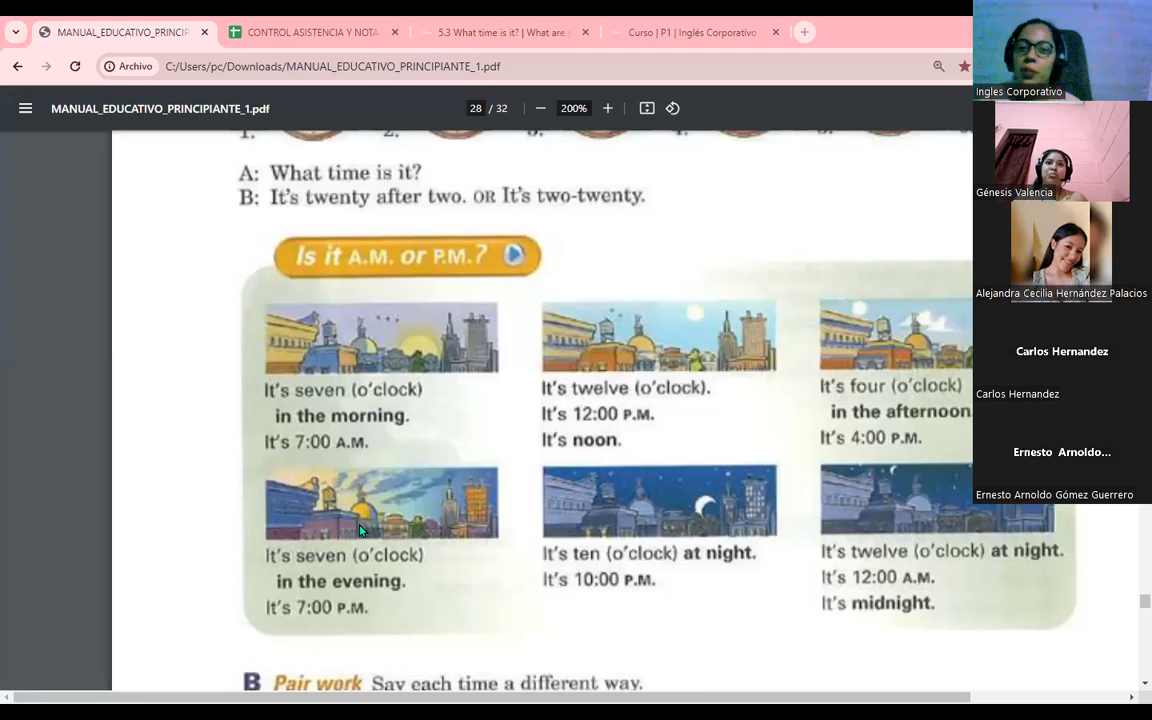 MANUAL_EDUCATIVO_PRINCIP
CONTROL ASISTENCIA Y NOTA
5.3 What time is it? | What are
Curso | P1 | Inglés Corporativo
Archivo
C:/Users/pc/Downloads/MANUAL_EDUCATIVO_PRINCIPIANTE_1.pdf
MANUAL_EDUCATIVO_PRINCIPIANTE_1.pdf
28 / 32
200%
A: What time is it?
B: It's twenty after two. OR It's two-twenty.
Is it A.M. or P.M.?
It's seven (o'clock)
in the morning.
It's 7:00 A.M.
It's twelve (o'clock).
It's 12:00 P.M.
It's noon.
It's four (o'clock)
in the afternoon
It's 4:00 P.M.
It's seven (o'clock)
in the evening.
It's 7:00 P.M.
It's ten (o'clock) at night.
It's 10:00 P.M.
It's twelve (o'clock) at night.
It's 12:00 A.M.
It's midnight.
B Pair work Say each time a different way.
Ingles Corporativo
Génesis Valencia
Alejandra Cecilia Hernández Palacios
Carlos Hernandez
Carlos Hernandez
Ernesto Arnoldo...
Ernesto Arnoldo Gómez Guerrero